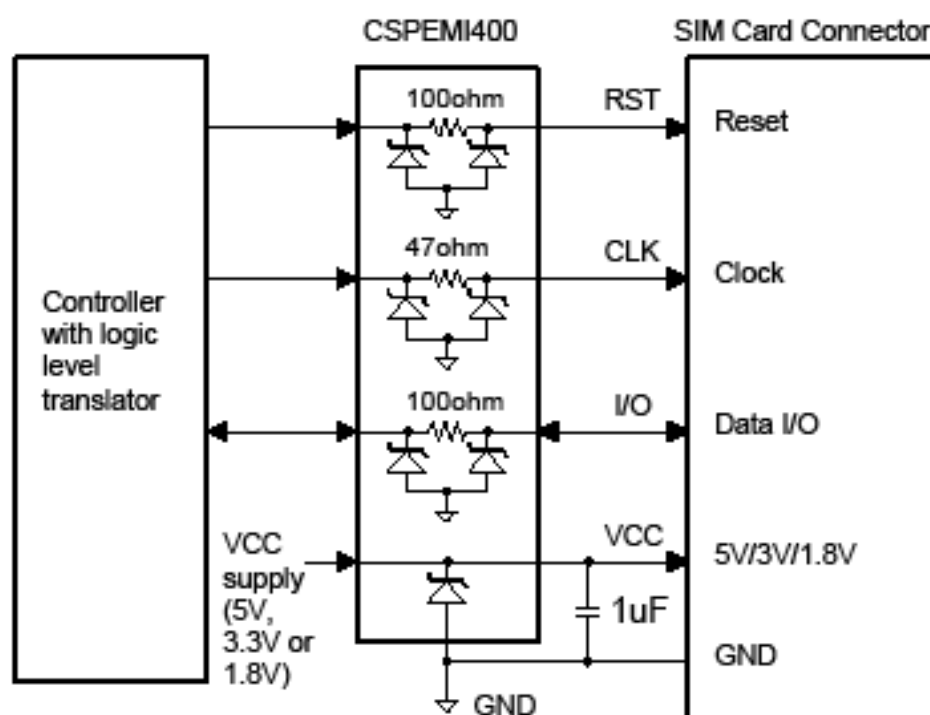 CSPEMI400
SIM Card Connector
100ohm
RST
Reset
47ohm
CLK
Clock
Controller
with logic
level
translator
100ohm
I/O
Data I/O
VCC
supply
(5V,
3.3V or
1.8V)
VCC
5V/3V/1.8V
1uF
GND
GND